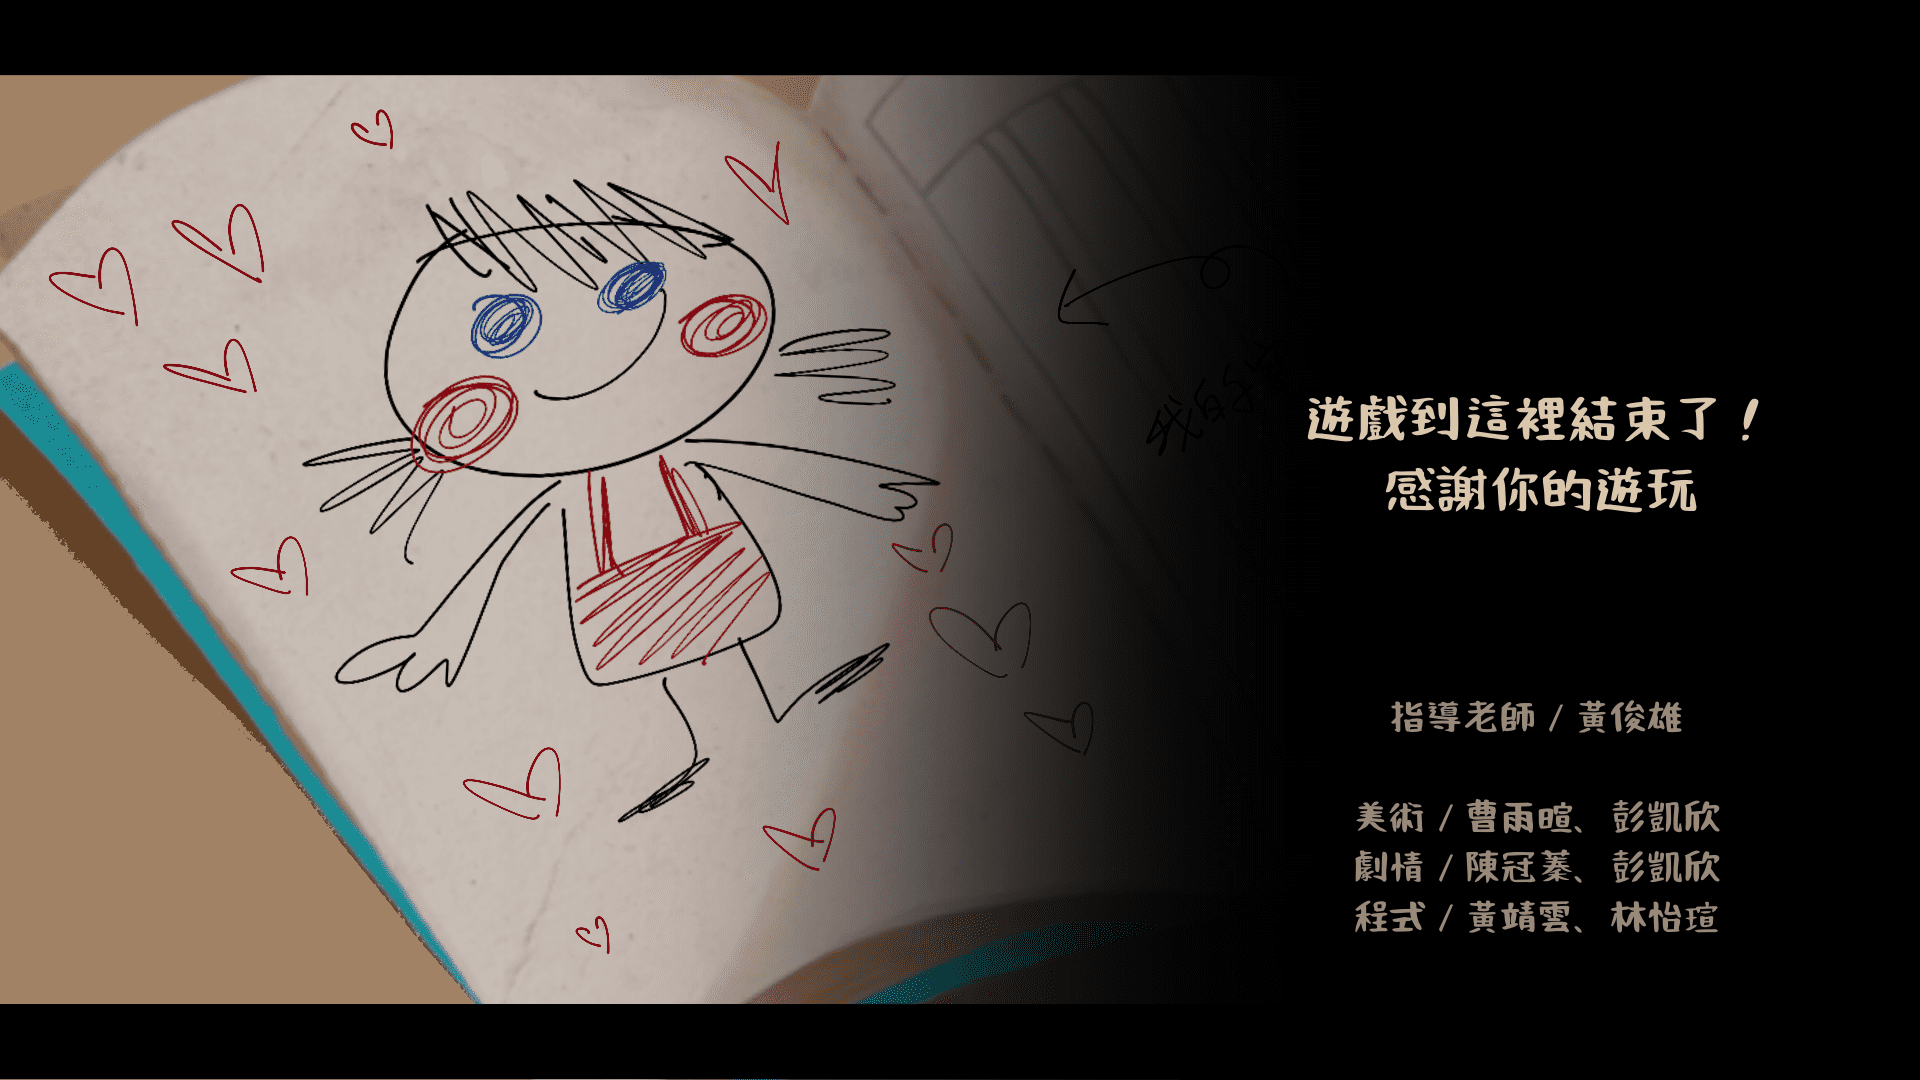 遊戲到這裡結束了！
感謝你的遊玩
我的
指導老師 / 黃俊雄
美術 / 曹雨暄、彭凱欣
劇情 / 陳冠蓁、彭凱欣
程式 / 黃靖雲、林怡瑄